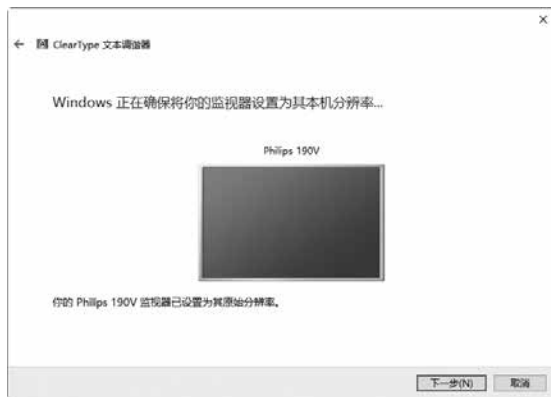 ClearType 文本调谐器
Windows 正在确保将你的监视器设置为其本机分辨率...
Philips 190V
你的 Philips 190V 监视器已设置为其原始分辨率。
下一步(N)
取消